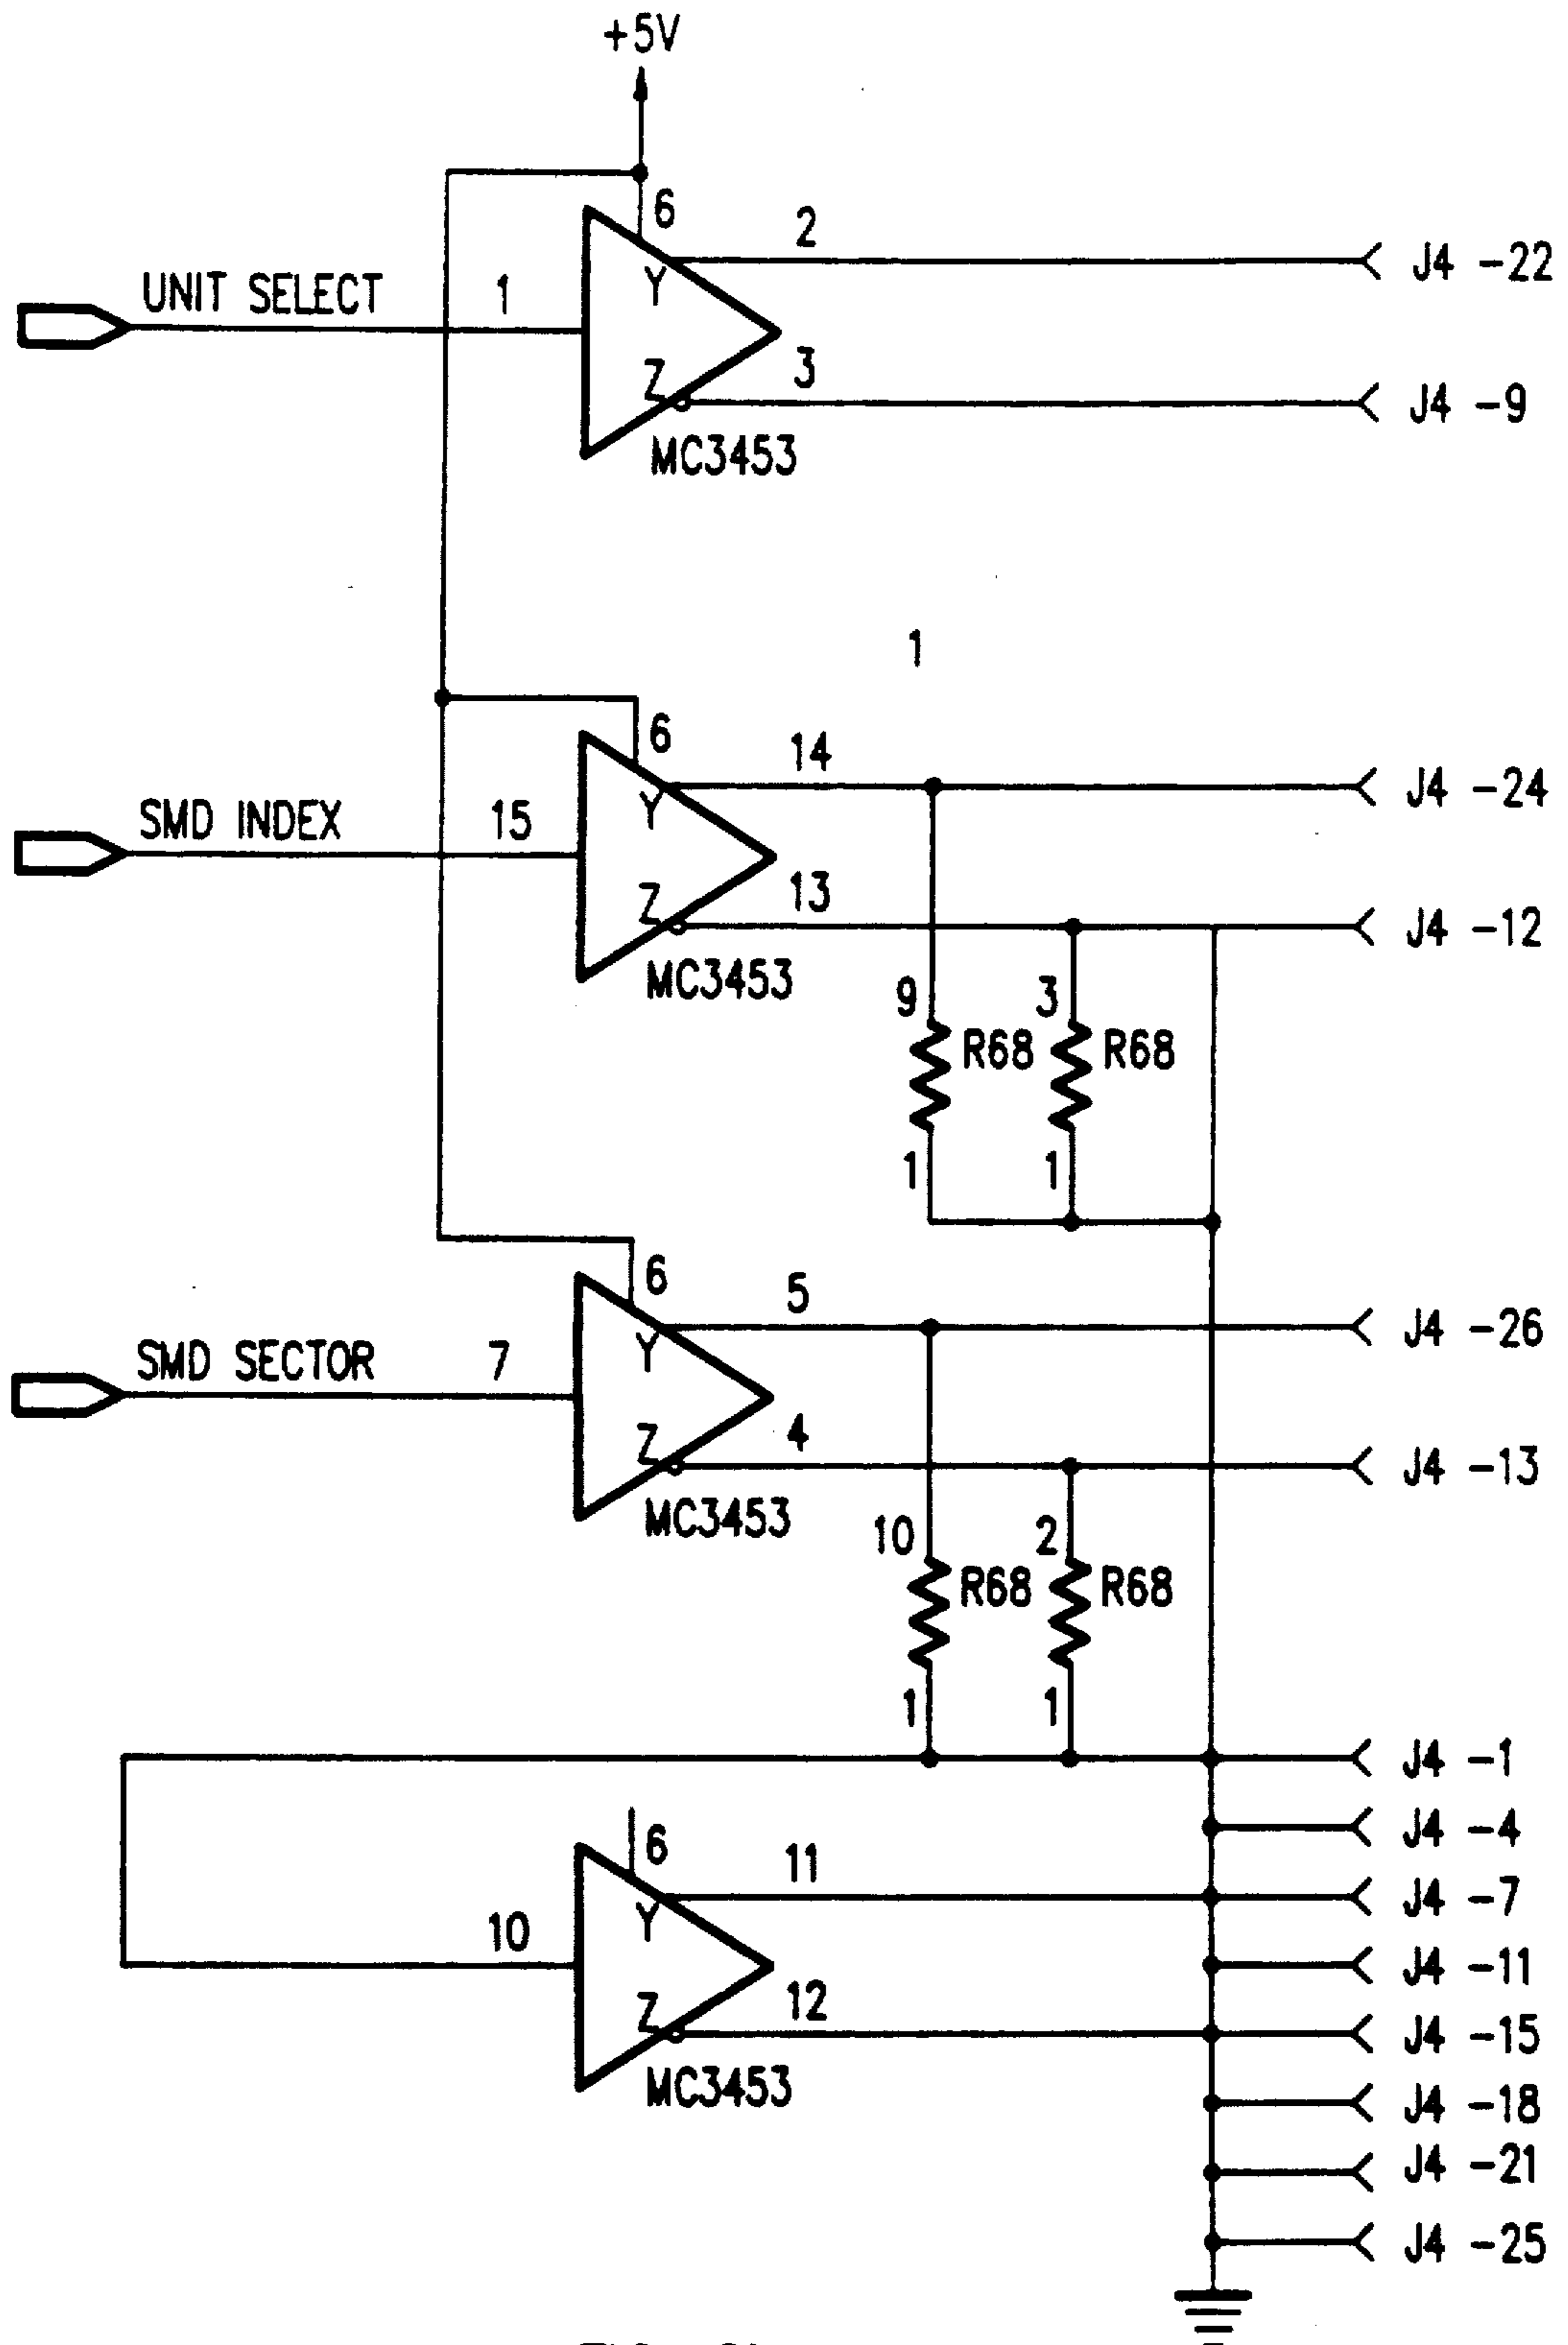 +5V
6
2
J4 -22
UNIT SELECT 1
Y
3
Z
J4 -9
MC3453
1
6
14
J4 -24
SMD INDEX 15
Y
13
Z
J4 -12
MC3453
9 3
R68 R68
1 1
6
5
J4 -26
SMD SECTOR 7
Y
4
Z
J4 -13
MC3453
10 2
R68 R68
1 1
J4 -1
J4 -4
6
11
J4 -7
Y
10
J4 -11
12
Z
J4 -15
MC3453
J4 -18
J4 -21
J4 -25